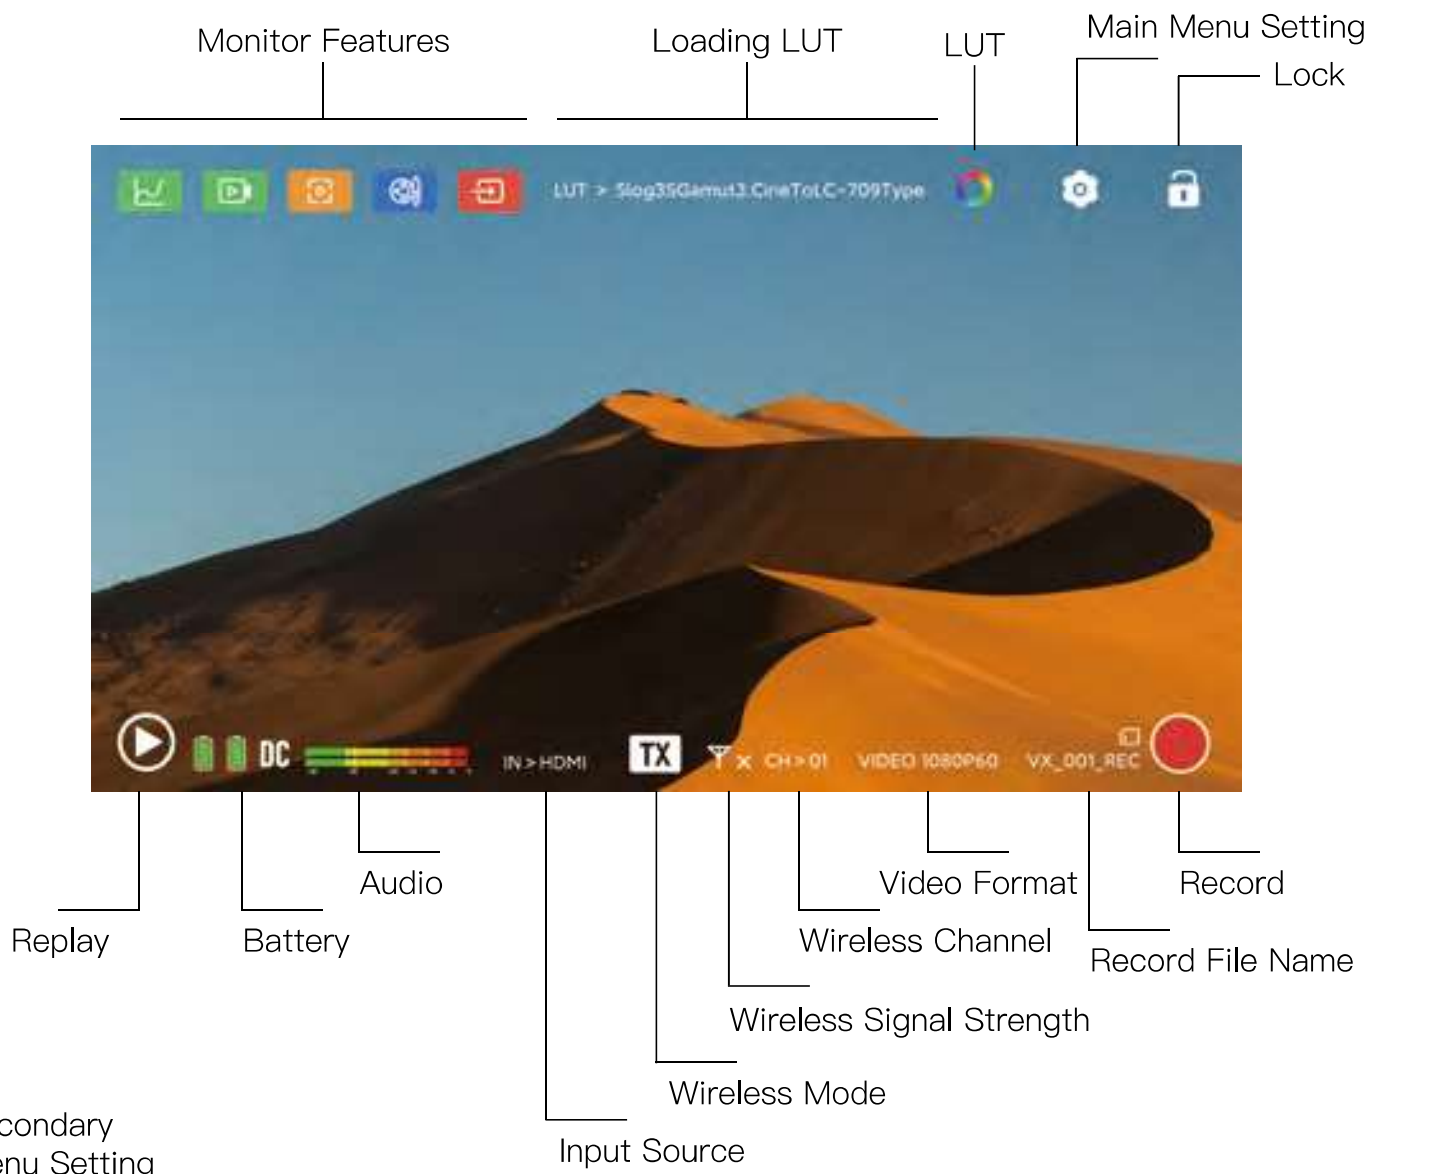 Monitor Features
Loading LUT
LUT
Main Menu Setting
Lock
LUT > Slog3SGamut3.CineToLC-709Type
DC
IN > HDMI
TX
CH > 01
VIDEO 1080P60
VX_001_REC
Audio
Video Format
Record
Replay
Battery
Wireless Channel
Record File Name
Wireless Signal Strength
Wireless Mode
condary
enu Setting
Input Source